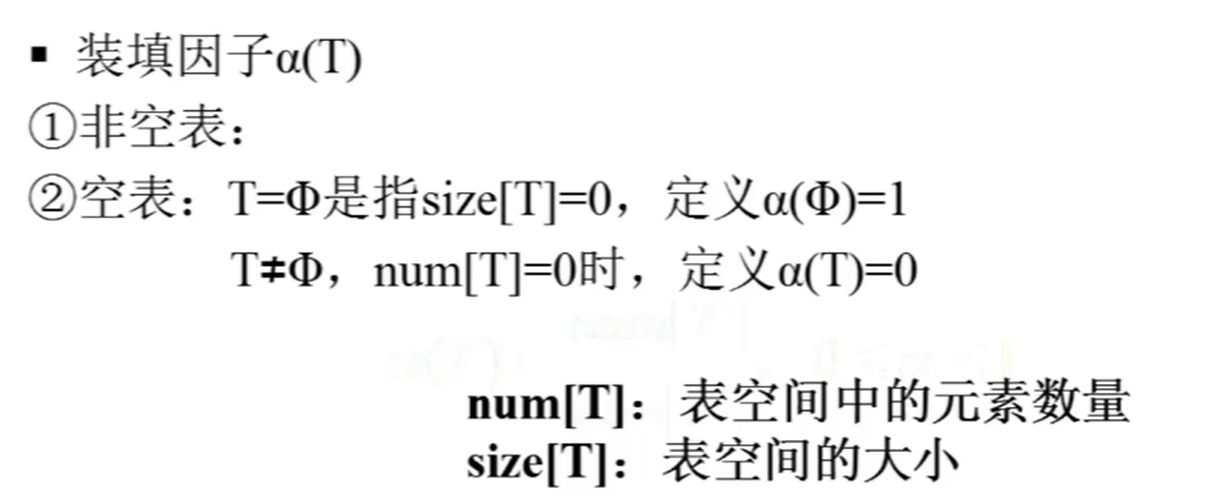 ▪ 装填因子α(T)
①非空表：
②空表：T=Φ是指size[T]=0，定义α(Φ)=1
T≠Φ，num[T]=0时，定义α(T)=0
num[T]：表空间中的元素数量
size[T]：表空间的大小